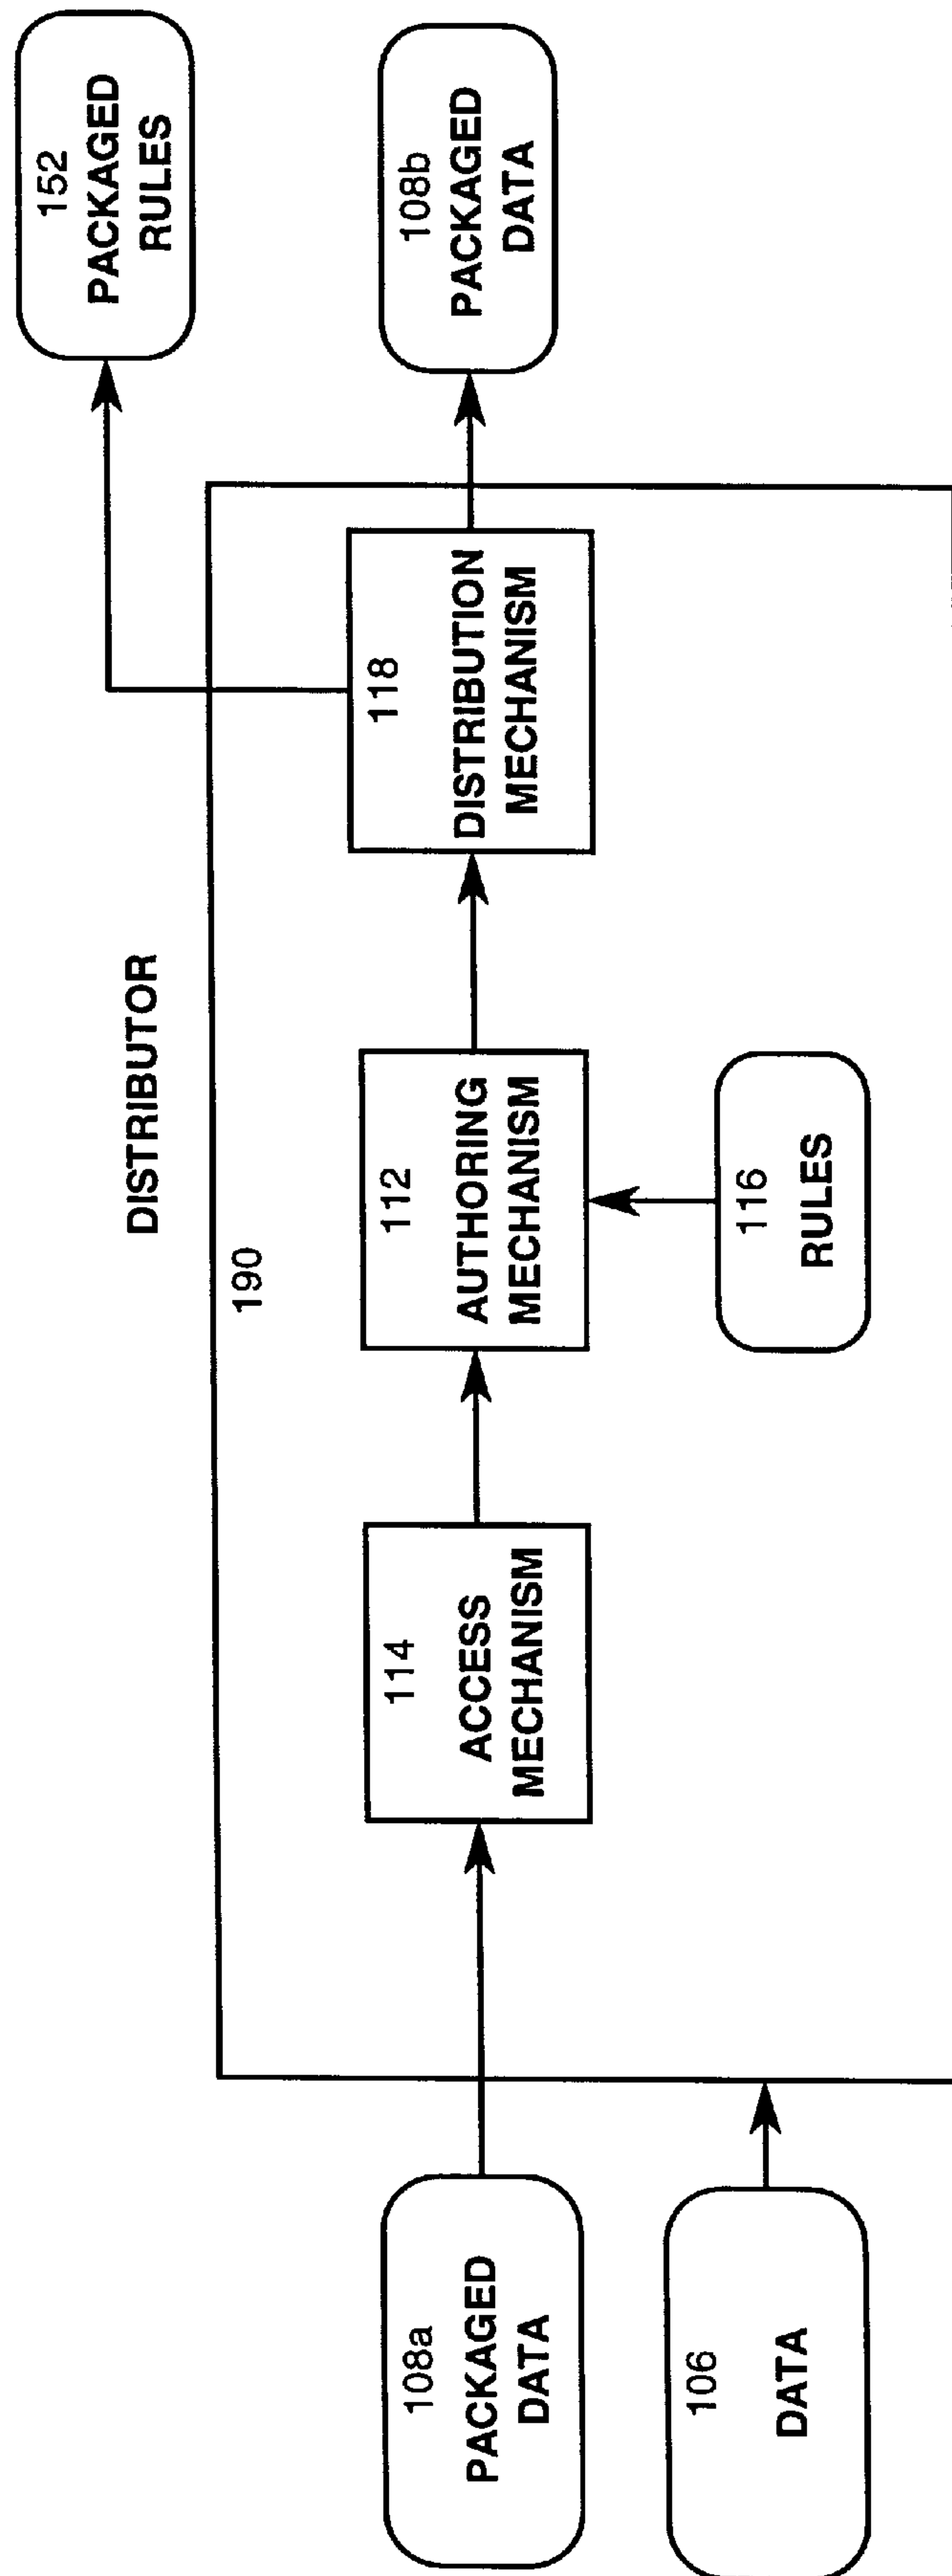 DISTRIBUTOR
190
108a
PACKAGED
DATA
106
DATA
114
ACCESS
MECHANISM
112
AUTHORING
MECHANISM
116
RULES
118
DISTRIBUTION
MECHANISM
152
PACKAGED
RULES
108b
PACKAGED
DATA